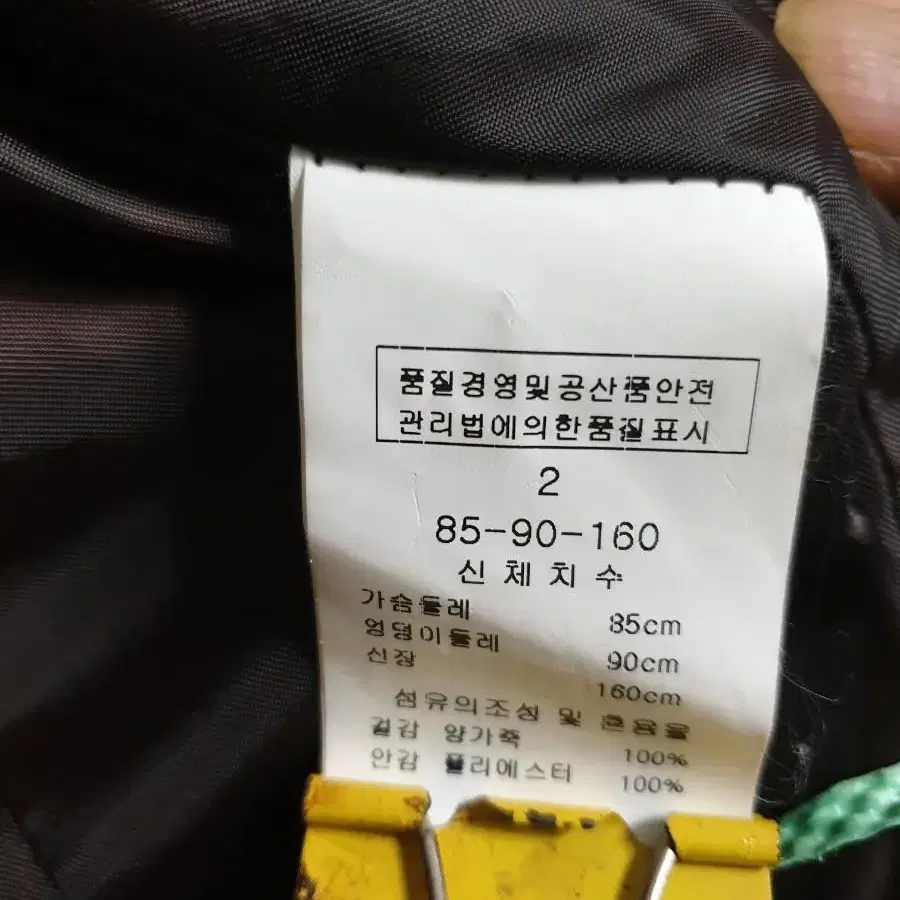 품질경영및공산품안전
관리법에의한품질표시
2
85-90-160
신체치수
가슴둘레 85cm
엉덩이둘레 90cm
신장 160cm
섬유의조성 및 혼용율
겉감 양가죽 100%
안감 폴리에스터 100%